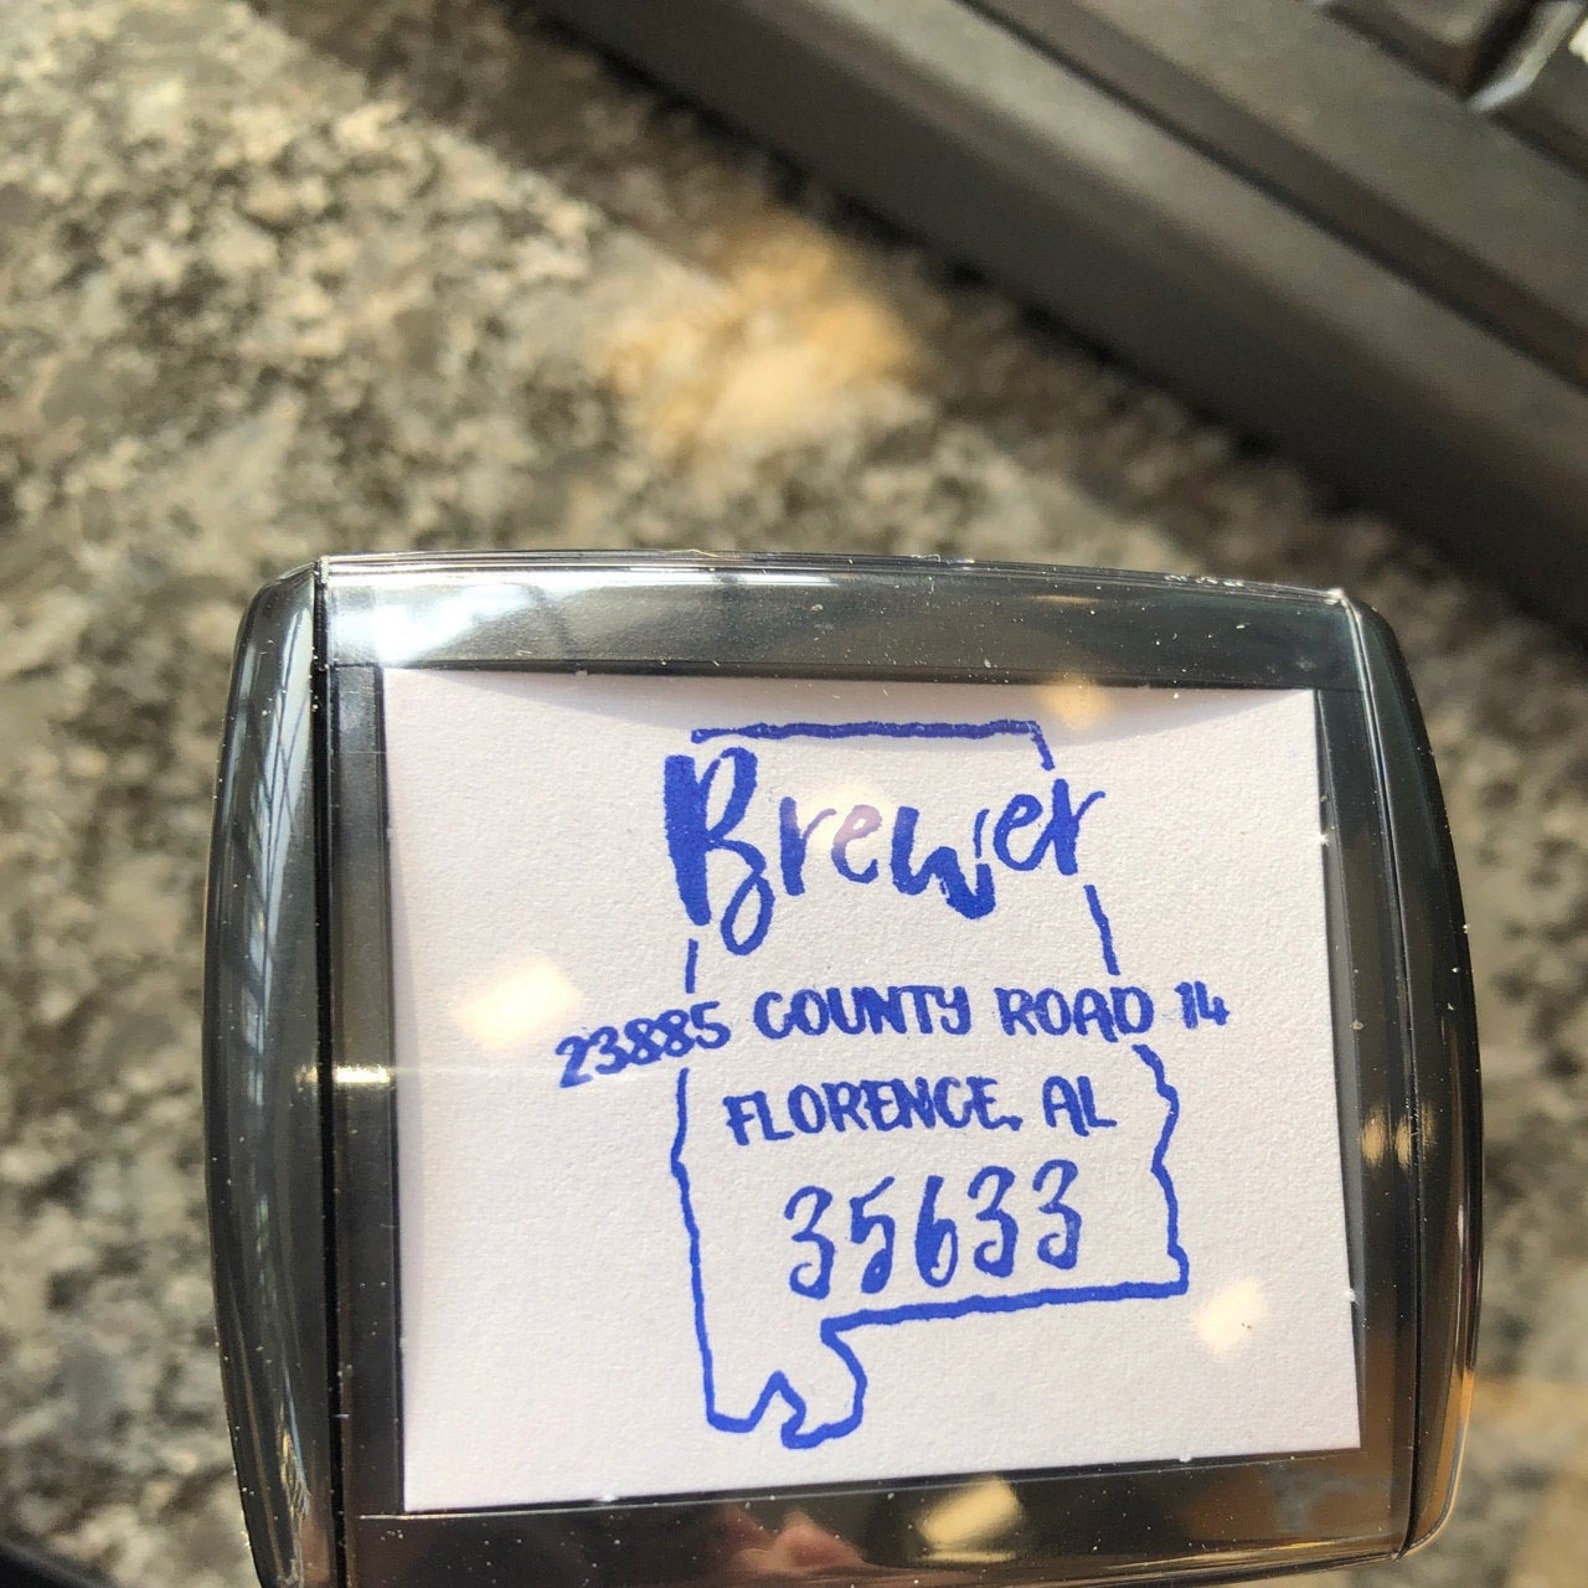 Brewer
23885 COUNTY ROAD 14
FLORENCE, AL
35633